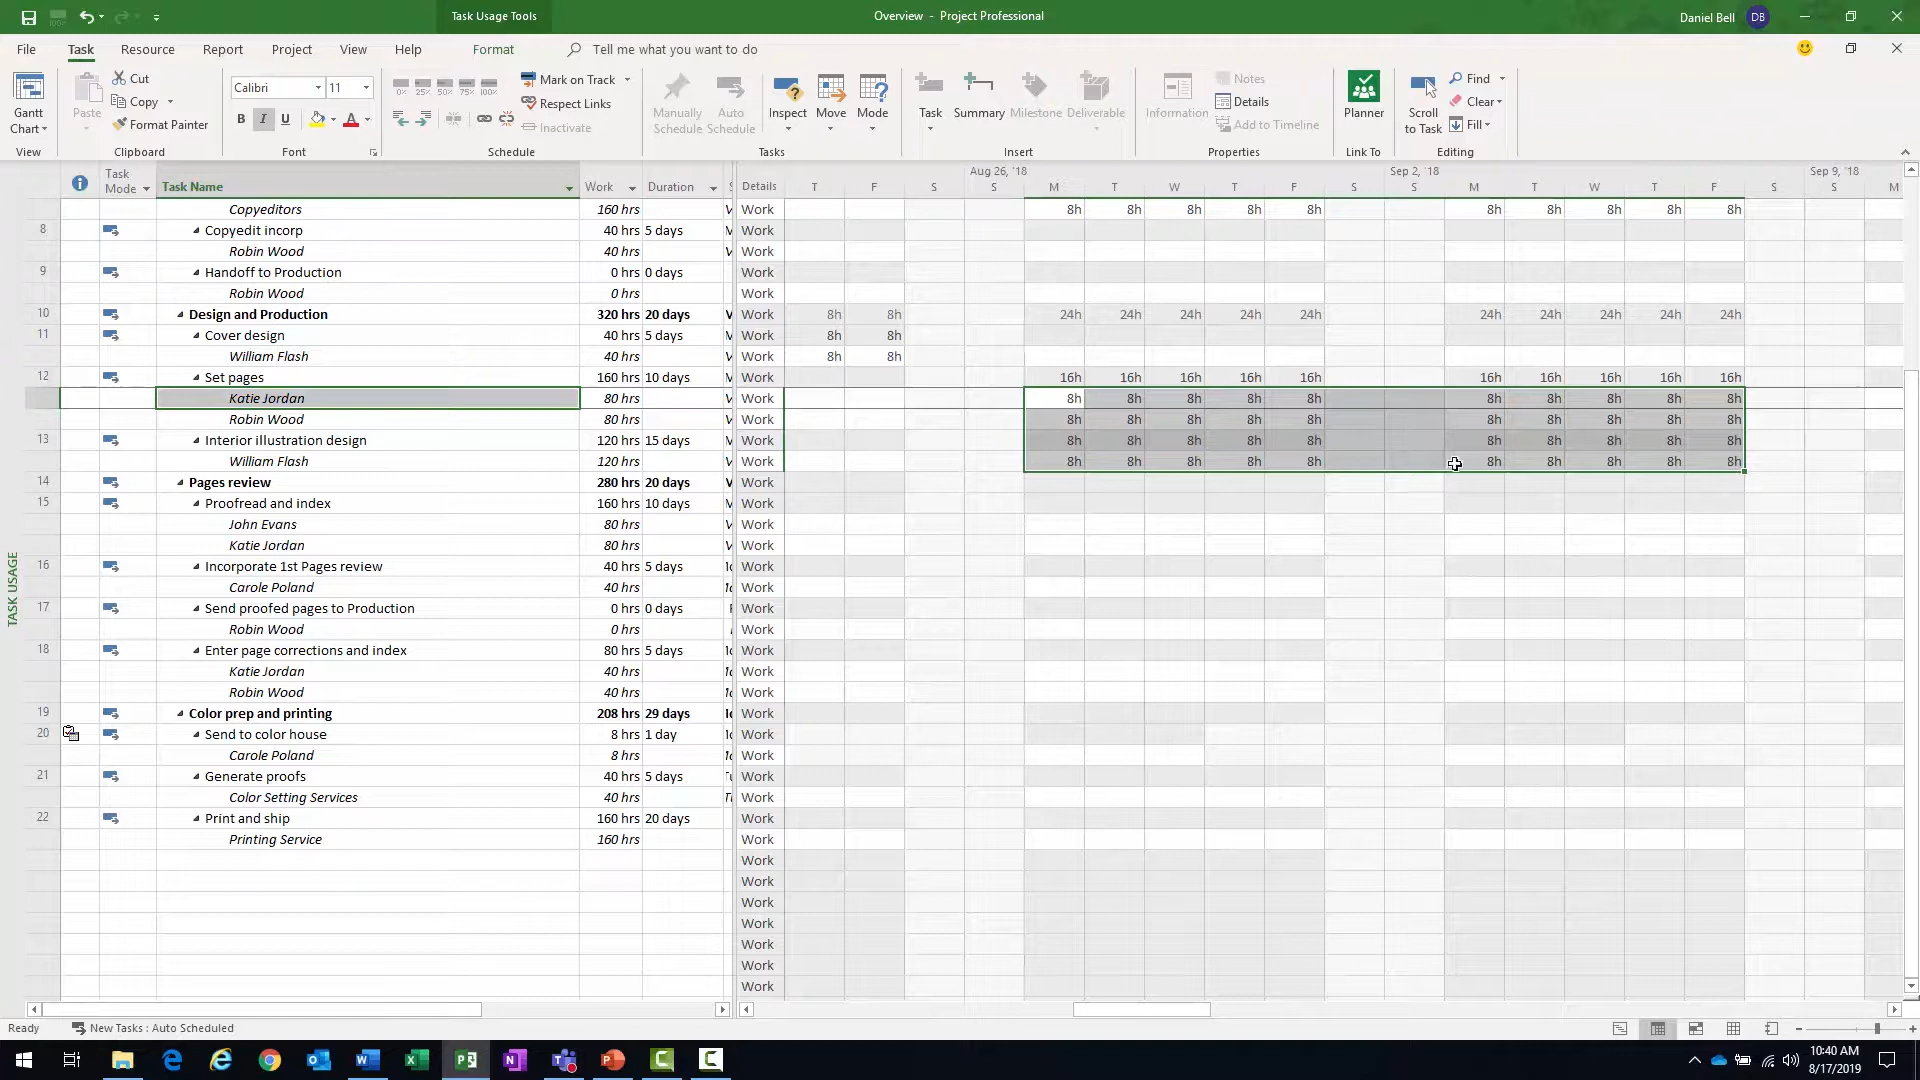 Task Usage Tools
Overview - Project Professional
Daniel Bell DB
File Task Resource Report Project View Help Format Tell me what you want to do
Gantt Chart
View
Paste Cut Copy Format Painter
Clipboard
Calibri 11
B I U A
Font
0% 25% 50% 75% 100%
Mark on Track
Respect Links
Inactivate
Schedule
Manually Schedule Auto Schedule Inspect Move Mode
Tasks
Task Summary Milestone Deliverable
Insert
Information Notes Details Add to Timeline
Properties
Planner
Link To
Scroll to Task Find Clear Fill
Editing
Aug 26, '18 Sep 2, '18 Sep 9, '18
Task Mode Task Name Work Duration Details T F S S M T W T F S S M T W T F S S M
Copyeditors 160 hrs Work 8h 8h 8h 8h 8h 8h 8h 8h 8h 8h
8 Copyedit incorp 40 hrs 5 days Work
Robin Wood 40 hrs Work
9 Handoff to Production 0 hrs 0 days Work
Robin Wood 0 hrs Work
10 Design and Production 320 hrs 20 days Work 8h 8h 24h 24h 24h 24h 24h 24h 24h 24h 24h 24h
11 Cover design 40 hrs 5 days Work 8h 8h
William Flash 40 hrs Work 8h 8h
12 Set pages 160 hrs 10 days Work 16h 16h 16h 16h 16h 16h 16h 16h 16h 16h
Katie Jordan 80 hrs Work 8h 8h 8h 8h 8h 8h 8h 8h 8h 8h
Robin Wood 80 hrs Work 8h 8h 8h 8h 8h 8h 8h 8h 8h 8h
13 Interior illustration design 120 hrs 15 days Work 8h 8h 8h 8h 8h 8h 8h 8h 8h 8h
William Flash 120 hrs Work 8h 8h 8h 8h 8h 8h 8h 8h 8h 8h
14 Pages review 280 hrs 20 days Work
15 Proofread and index 160 hrs 10 days Work
John Evans 80 hrs Work
Katie Jordan 80 hrs Work
16 Incorporate 1st Pages review 40 hrs 5 days Work
Carole Poland 40 hrs Work
17 Send proofed pages to Production 0 hrs 0 days Work
Robin Wood 0 hrs Work
18 Enter page corrections and index 80 hrs 5 days Work
Katie Jordan 40 hrs Work
Robin Wood 40 hrs Work
19 Color prep and printing 208 hrs 29 days Work
20 Send to color house 8 hrs 1 day Work
Carole Poland 8 hrs Work
21 Generate proofs 40 hrs 5 days Work
Color Setting Services 40 hrs Work
22 Print and ship 160 hrs 20 days Work
Printing Service 160 hrs Work
Work
Work
Work
Work
Work
Work
Work
TASK USAGE
Ready New Tasks : Auto Scheduled
10:40 AM
8/17/2019